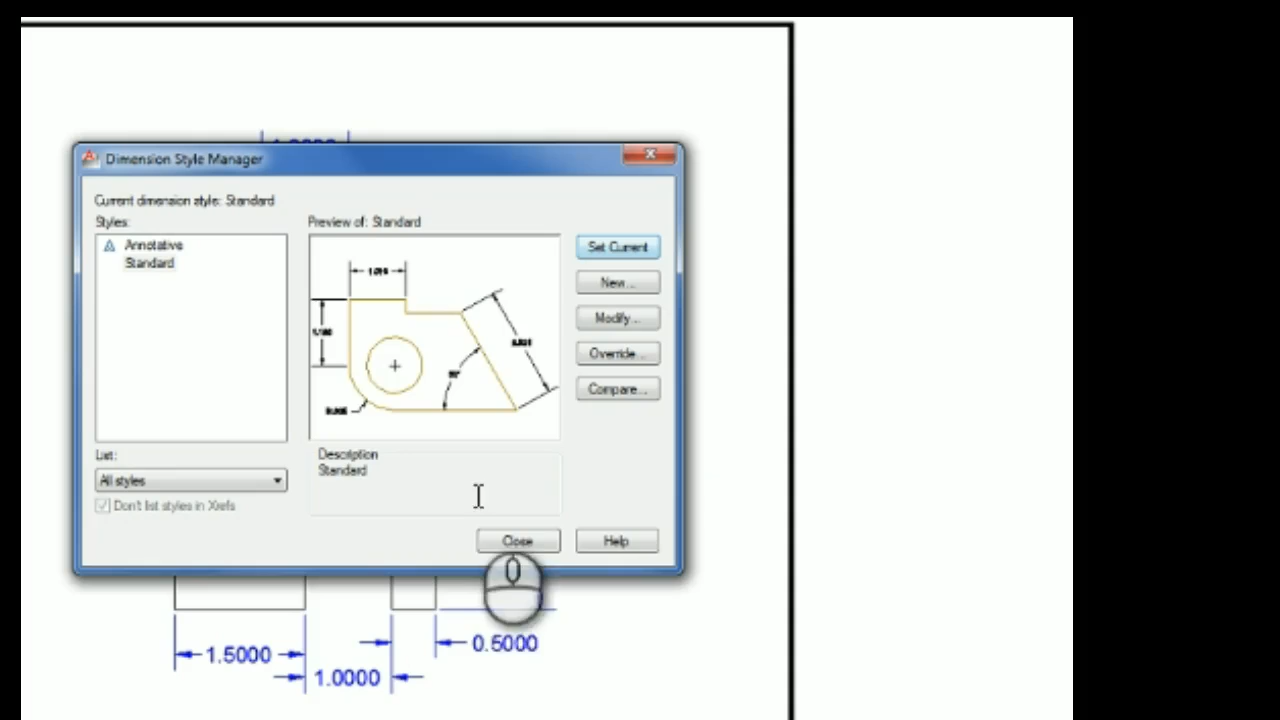 Dimension Style Manager
Current dimension style: Standard
Styles:
Preview of: Standard
Annotative
Standard
Set Current
New...
Modify...
Override...
Compare...
List:
All styles
Don't list styles in Xrefs
Description
Standard
Close
Help
1.5000
0.5000
1.0000